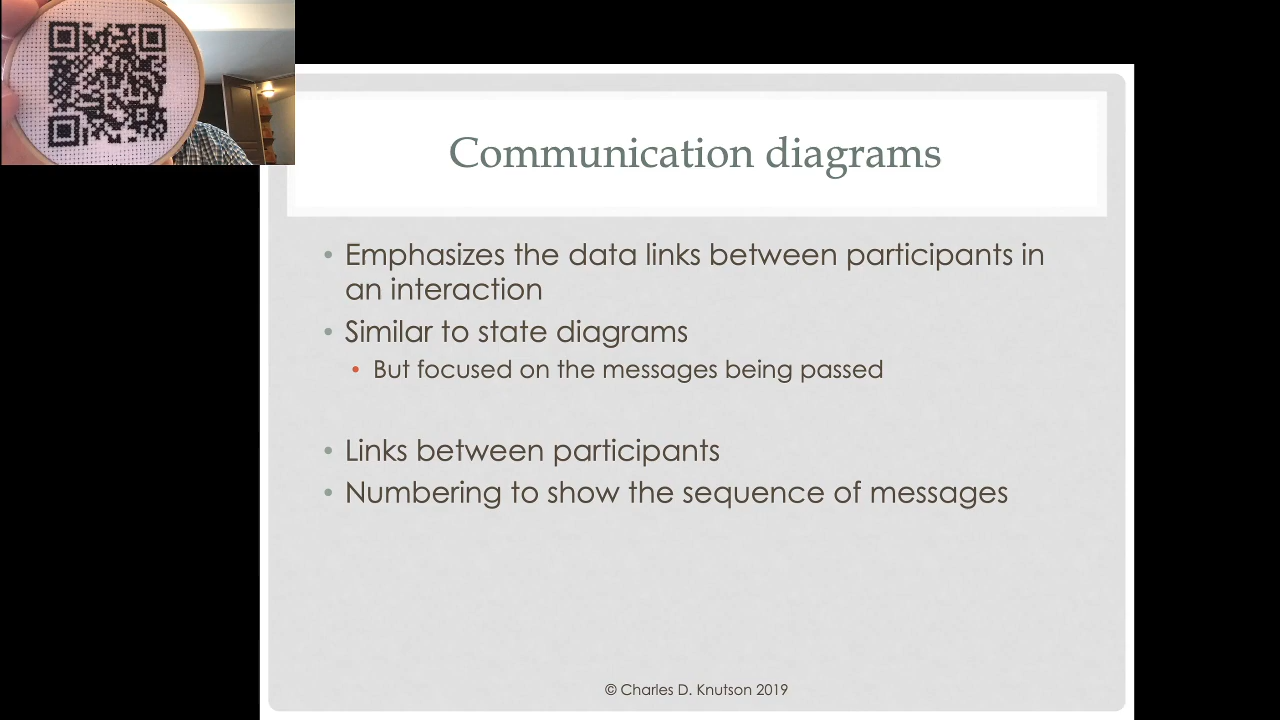 Communication diagrams
• Emphasizes the data links between participants in
an interaction
• Similar to state diagrams
• But focused on the messages being passed
• Links between participants
• Numbering to show the sequence of messages
© Charles D. Knutson 2019